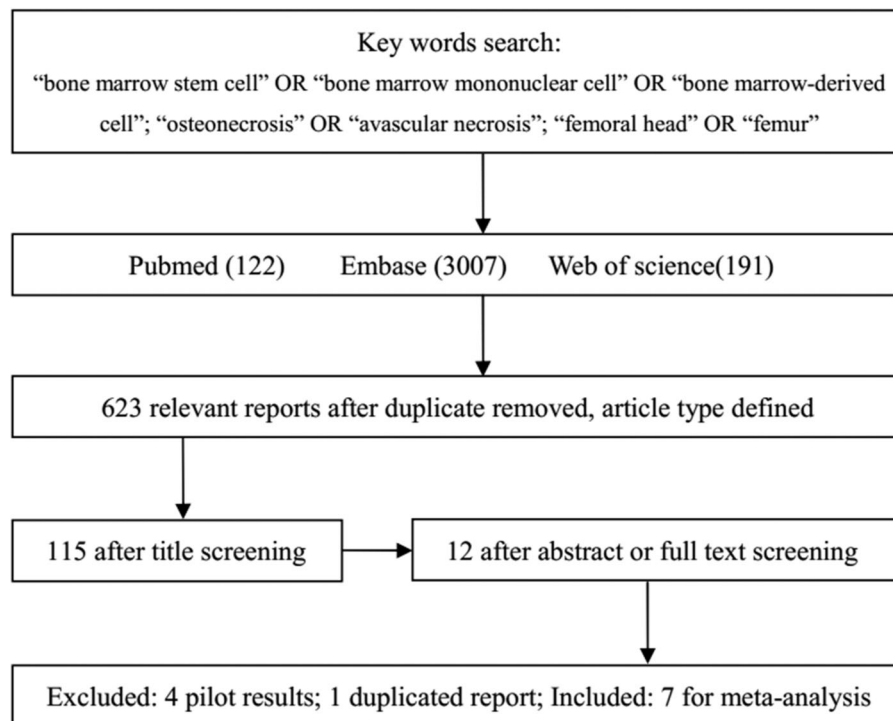 Key words search:
“bone marrow stem cell” OR “bone marrow mononuclear cell” OR “bone marrow-derived
cell”; “osteonecrosis” OR “avascular necrosis”; “femoral head” OR “femur”
Pubmed (122) Embase (3007) Web of science(191)
623 relevant reports after duplicate removed, article type defined
115 after title screening
12 after abstract or full text screening
Excluded: 4 pilot results; 1 duplicated report; Included: 7 for meta-analysis